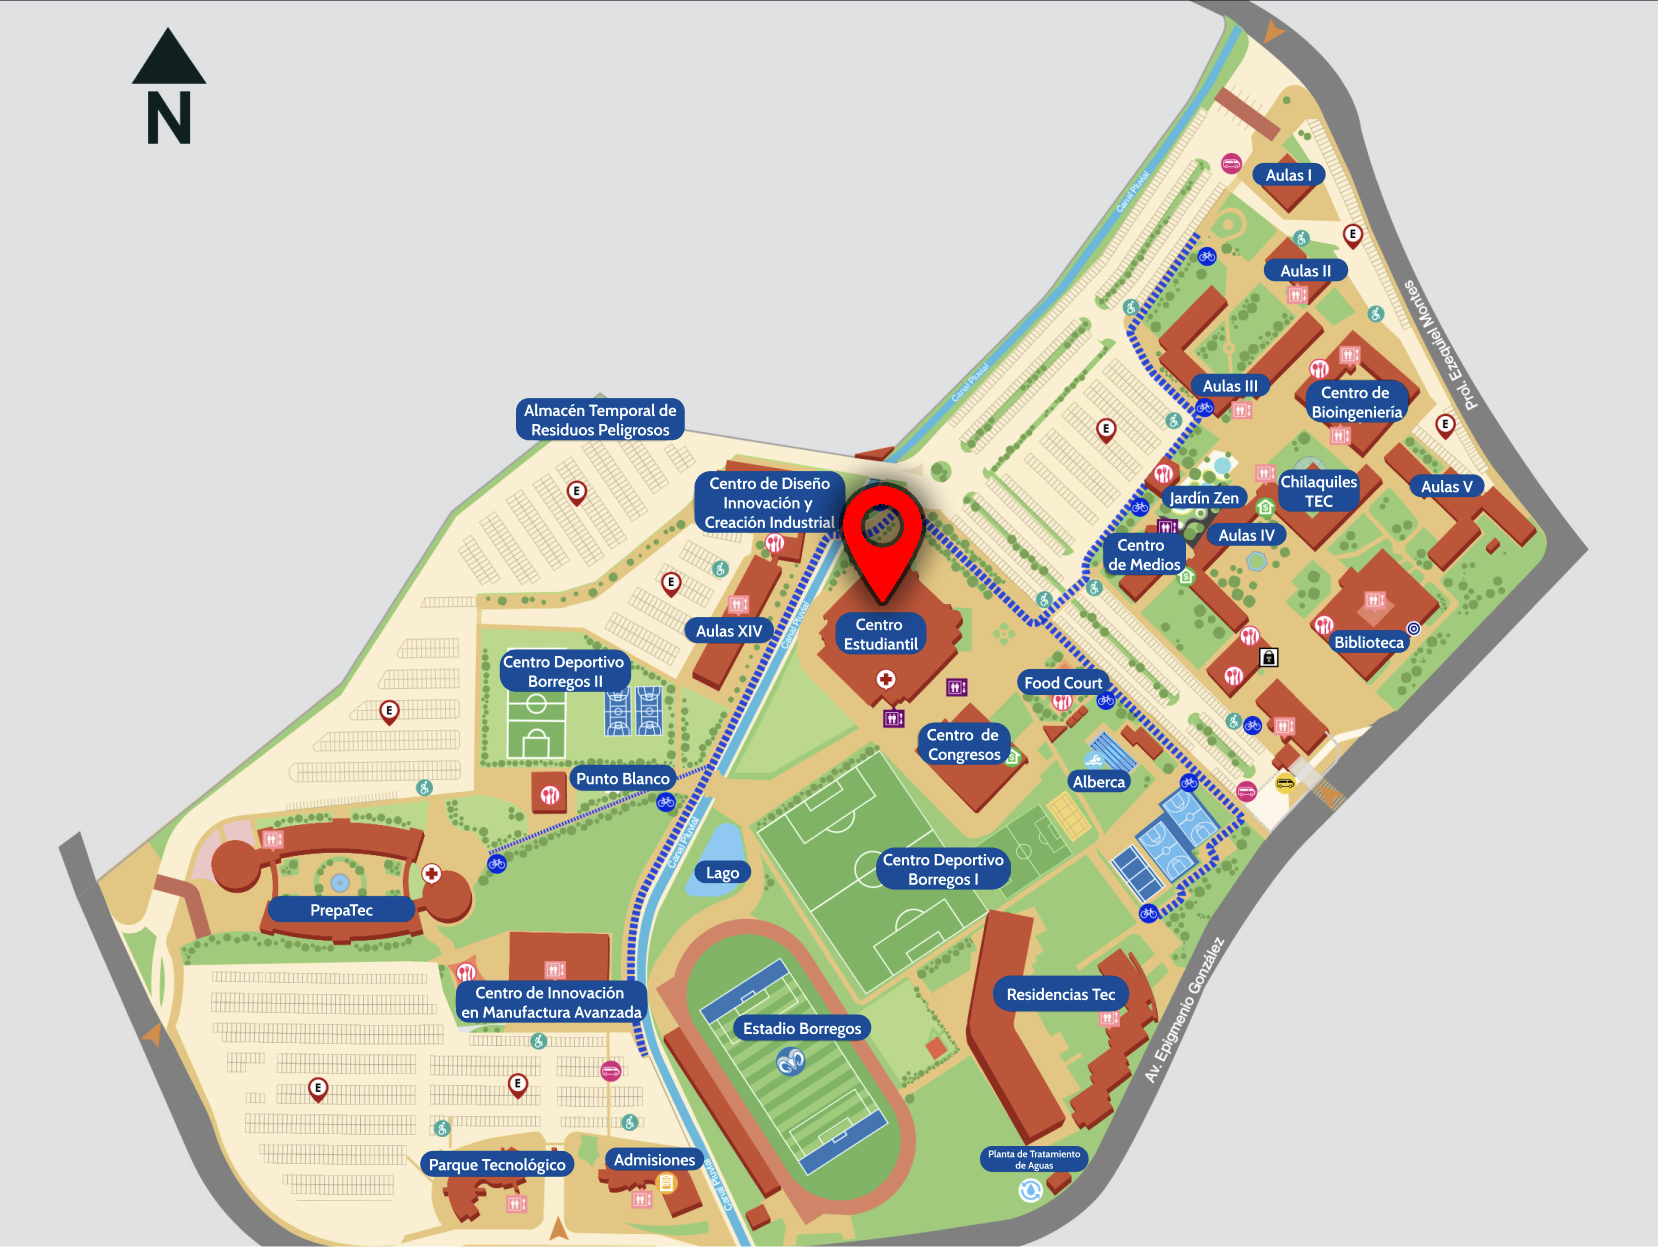 N
Aulas I
E
Aulas II
Canal Pluvial
Prol. Ezequiel Montes
Canal Pluvial
Aulas III
Centro de
Bioingeniería
Almacén Temporal de
Residuos Peligrosos
E
E
E
Centro de Diseño
Innovación y
Creación Industrial
Jardín Zen
Chilaquiles
TEC
Aulas V
Aulas IV
Centro
de Medios
E
Canal Pluvial
Aulas XIV
Centro
Estudiantil
Biblioteca
Centro Deportivo
Borregos II
Food Court
E
Centro de
Congresos
Punto Blanco
Alberca
Canal Pluvial
Lago
Centro Deportivo
Borregos I
PrepaTec
Centro de Innovación
en Manufactura Avanzada
Residencias Tec
Estadio Borregos
Av. Epigmenio González
E
E
Parque Tecnológico
Admisiones
Canal Pluvial
Planta de Tratamiento
de Aguas